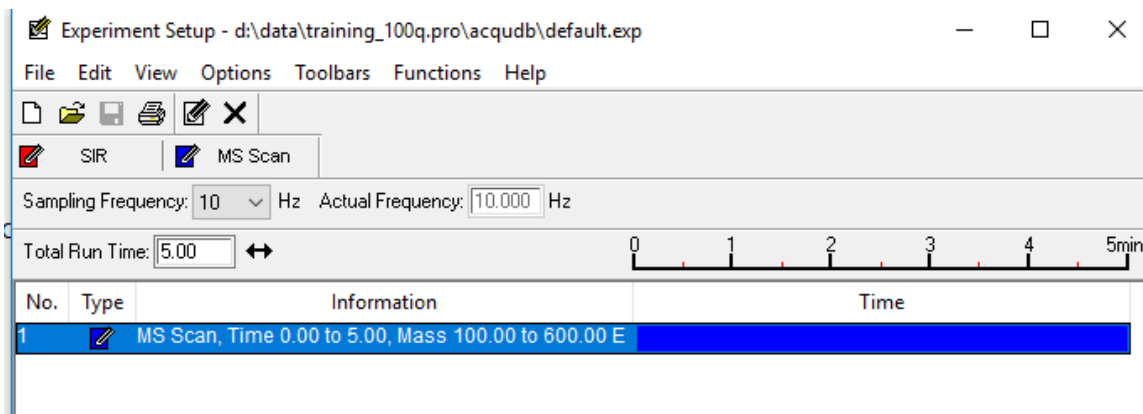 Experiment Setup - d:\data\training_100q.pro\acqudb\default.exp
File Edit View Options Toolbars Functions Help
SIR MS Scan
Sampling Frequency: 10 Hz Actual Frequency: 10.000 Hz
Total Run Time: 5.00 0 1 2 3 4 5min
No. Type Information Time
1 MS Scan, Time 0.00 to 5.00, Mass 100.00 to 600.00 E